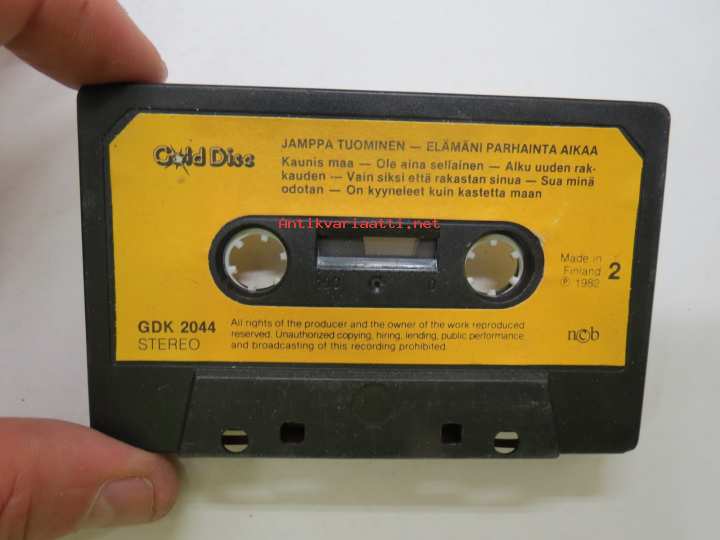 Gold Disc
JAMPPA TUOMINEN — ELÄMÄNI PARHAINTA AIKAA
Kaunis maa — Ole aina sellainen — Alku uuden rak-
kauden — Vain siksi että rakastan sinua — Sua minä
odotan — On kyyneleet kuin kastetta maan
Antikvariaatti.net
Made in
Finland
℗ 1982
2
GDK 2044
STEREO
All rights of the producer and the owner of the work reproduced
reserved. Unauthorized copying, hiring, lending, public performance
and broadcasting of this recording prohibited.
ncb